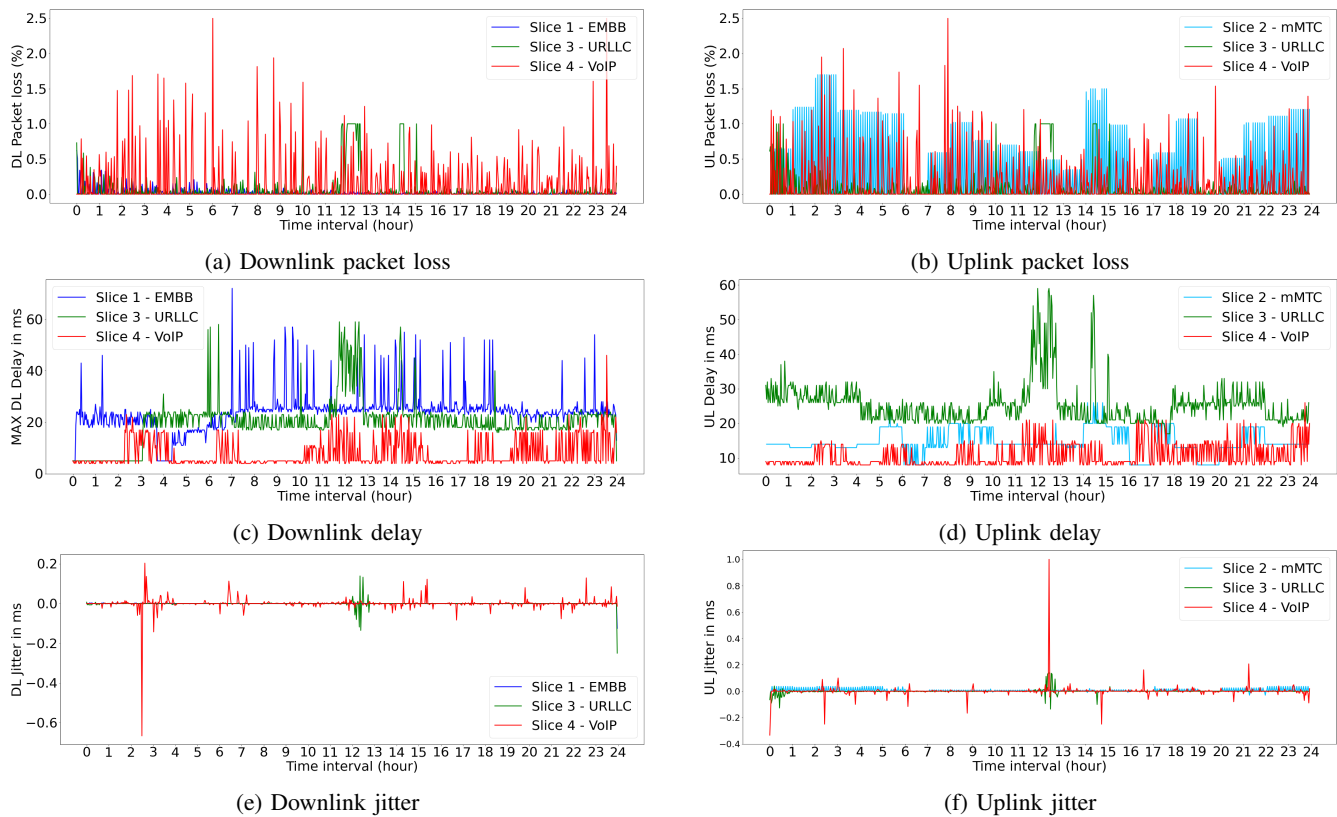 2.5
2.0
1.5
1.0
0.5
0.0
DL Packet loss (%)
Slice 1 - EMBB
Slice 3 - URLLC
Slice 4 - VoIP
0 1 2 3 4 5 6 7 8 9 10 11 12 13 14 15 16 17 18 19 20 21 22 23 24
Time interval (hour)
(a) Downlink packet loss
2.5
2.0
1.5
1.0
0.5
0.0
UL Packet loss (%)
Slice 2 - mMTC
Slice 3 - URLLC
Slice 4 - VoIP
0 1 2 3 4 5 6 7 8 9 10 11 12 13 14 15 16 17 18 19 20 21 22 23 24
Time interval (hour)
(b) Uplink packet loss
60
40
20
0
MAX DL Delay in ms
Slice 1 - EMBB
Slice 3 - URLLC
Slice 4 - VoIP
0 1 2 3 4 5 6 7 8 9 10 11 12 13 14 15 16 17 18 19 20 21 22 23 24
Time interval (hour)
(c) Downlink delay
60
50
40
30
20
10
UL Delay in ms
Slice 2 - mMTC
Slice 3 - URLLC
Slice 4 - VoIP
0 1 2 3 4 5 6 7 8 9 10 11 12 13 14 15 16 17 18 19 20 21 22 23 24
Time interval (hour)
(d) Uplink delay
0.2
0.0
−0.2
−0.4
−0.6
DL Jitter in ms
Slice 1 - EMBB
Slice 3 - URLLC
Slice 4 - VoIP
0 1 2 3 4 5 6 7 8 9 10 11 12 13 14 15 16 17 18 19 20 21 22 23 24
Time interval (hour)
(e) Downlink jitter
1.0
0.8
0.6
0.4
0.2
0.0
−0.2
−0.4
UL Jitter in ms
Slice 2 - mMTC
Slice 3 - URLLC
Slice 4 - VoIP
0 1 2 3 4 5 6 7 8 9 10 11 12 13 14 15 16 17 18 19 20 21 22 23 24
Time interval (hour)
(f) Uplink jitter